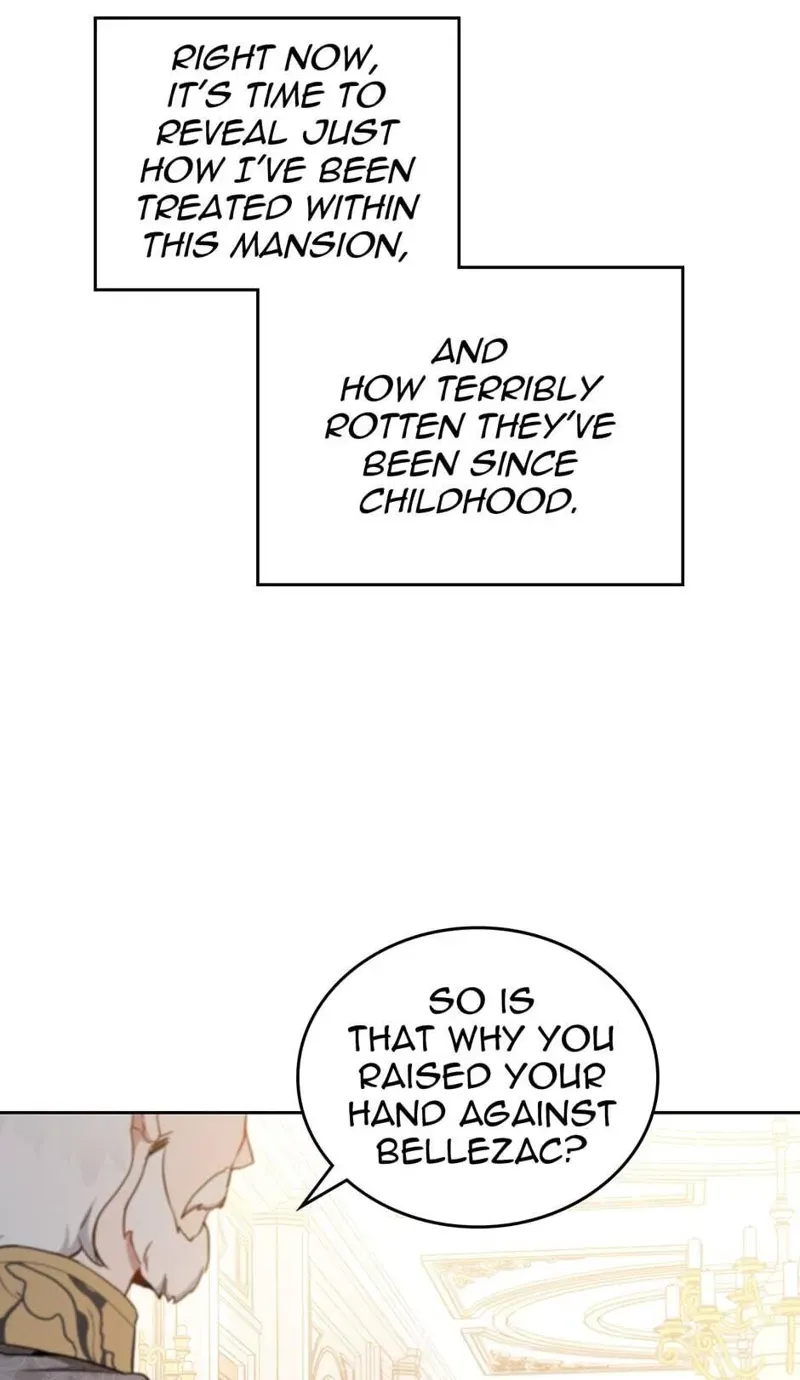 RIGHT NOW,
IT'S TIME TO
REVEAL JUST
HOW I'VE BEEN
TREATED WITHIN
THIS MANSION,
AND
HOW TERRIBLY
ROTTEN THEY'VE
BEEN SINCE
CHILDHOOD.
SO IS
THAT WHY YOU
RAISED YOUR
HAND AGAINST
BELLEZAC?